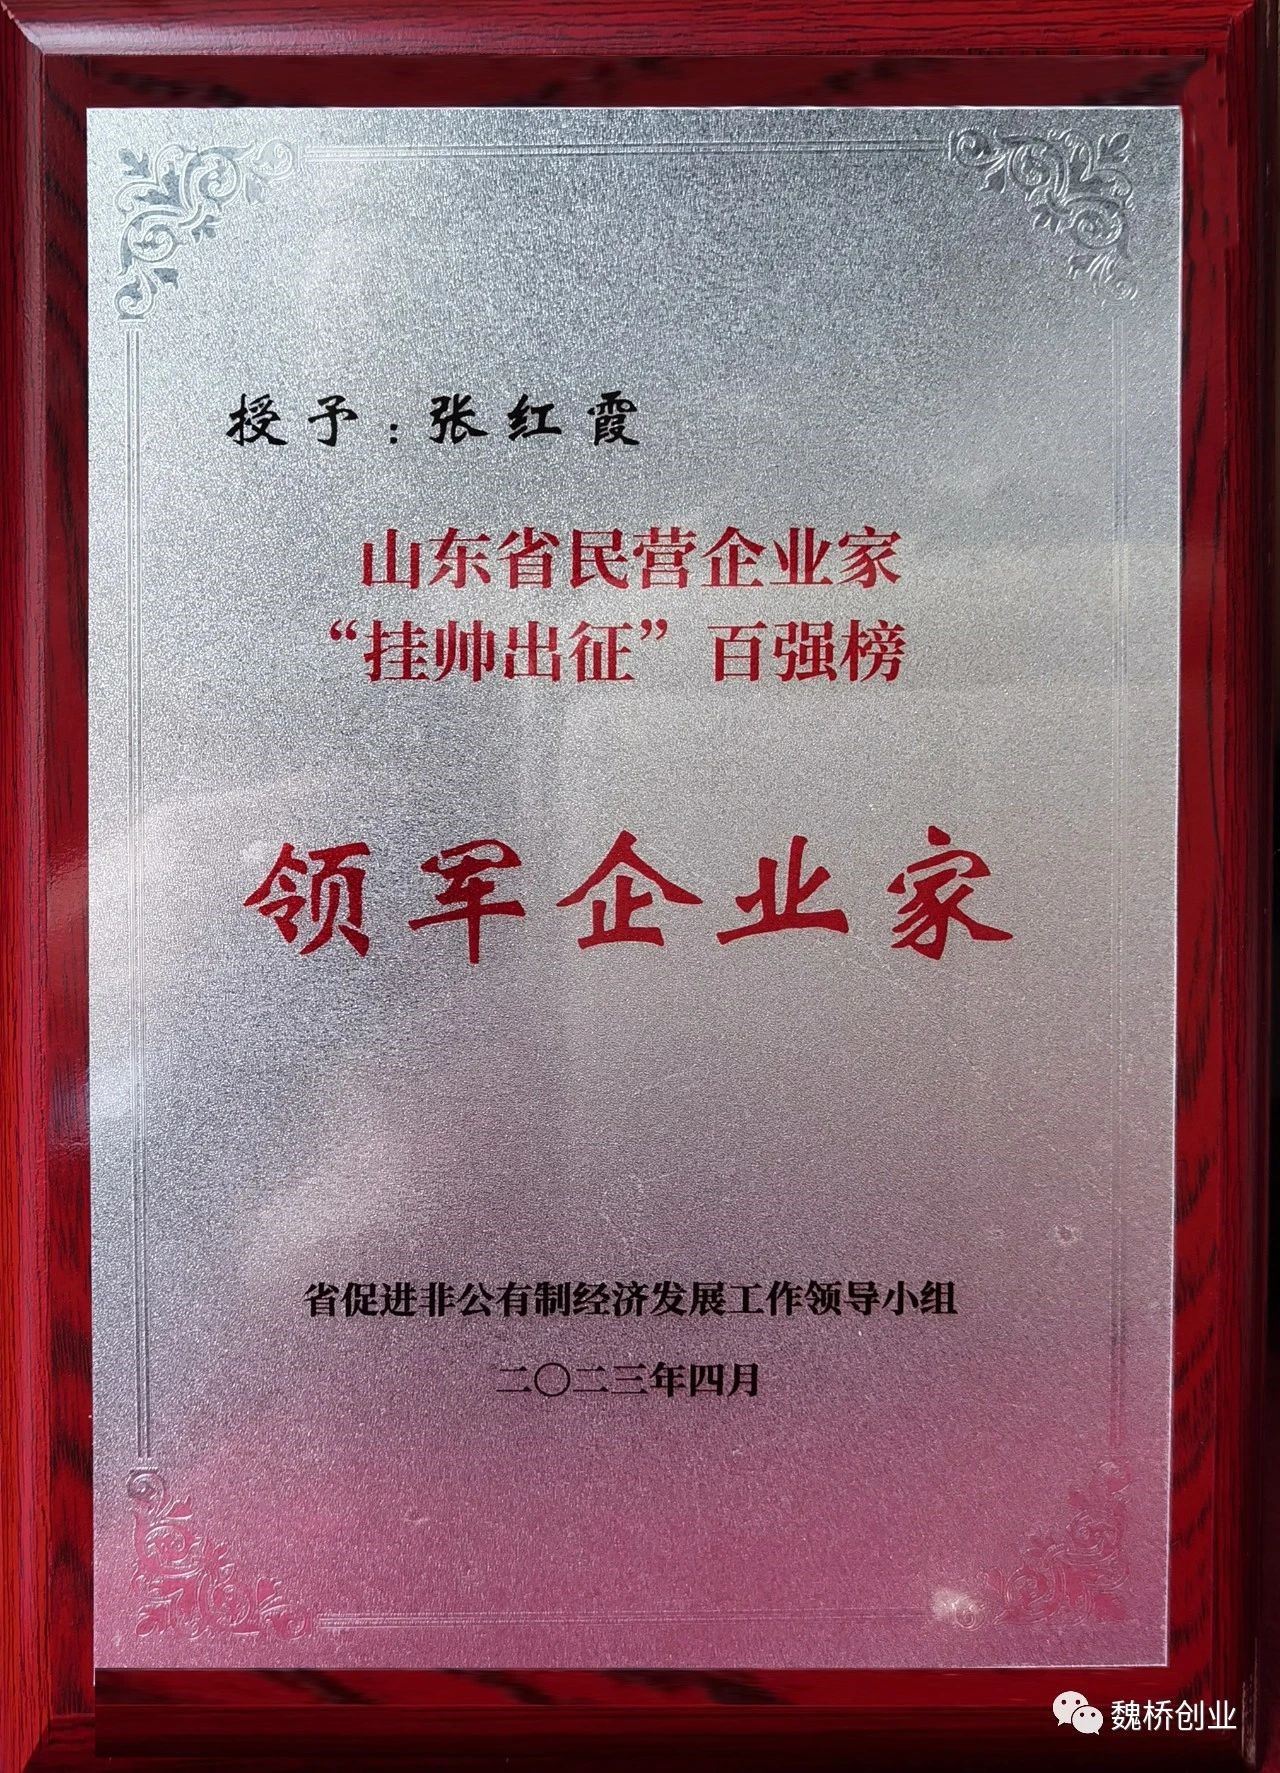 授予:张红霞
山东省民营企业家
“挂帅出征”百强榜
领军企业家
省促进非公有制经济发展工作领导小组
二〇二三年四月
魏桥创业